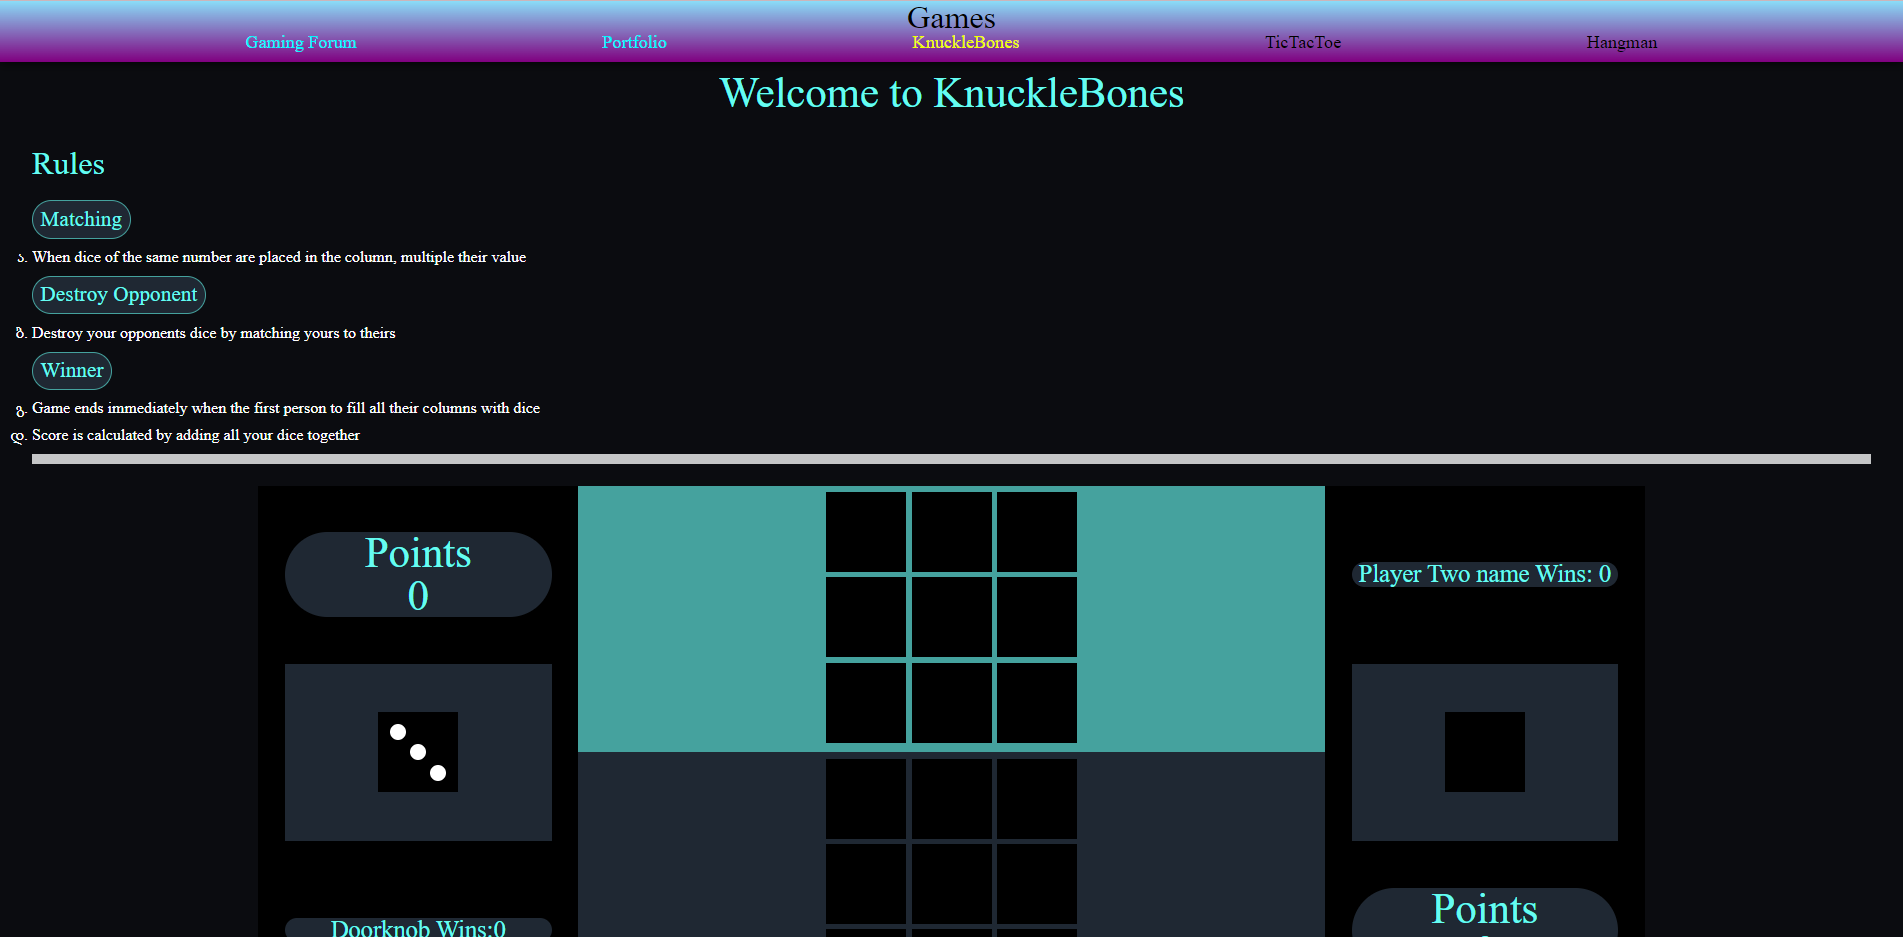 Games
Gaming Forum Portfolio KnuckleBones TicTacToe Hangman
Welcome to KnuckleBones
Rules
Matching
ა. When dice of the same number are placed in the column, multiple their value
Destroy Opponent
ბ. Destroy your opponents dice by matching yours to theirs
Winner
გ. Game ends immediately when the first person to fill all their columns with dice
დ. Score is calculated by adding all your dice together
Points
0
Player Two name Wins: 0
Doorknob Wins:0
Points